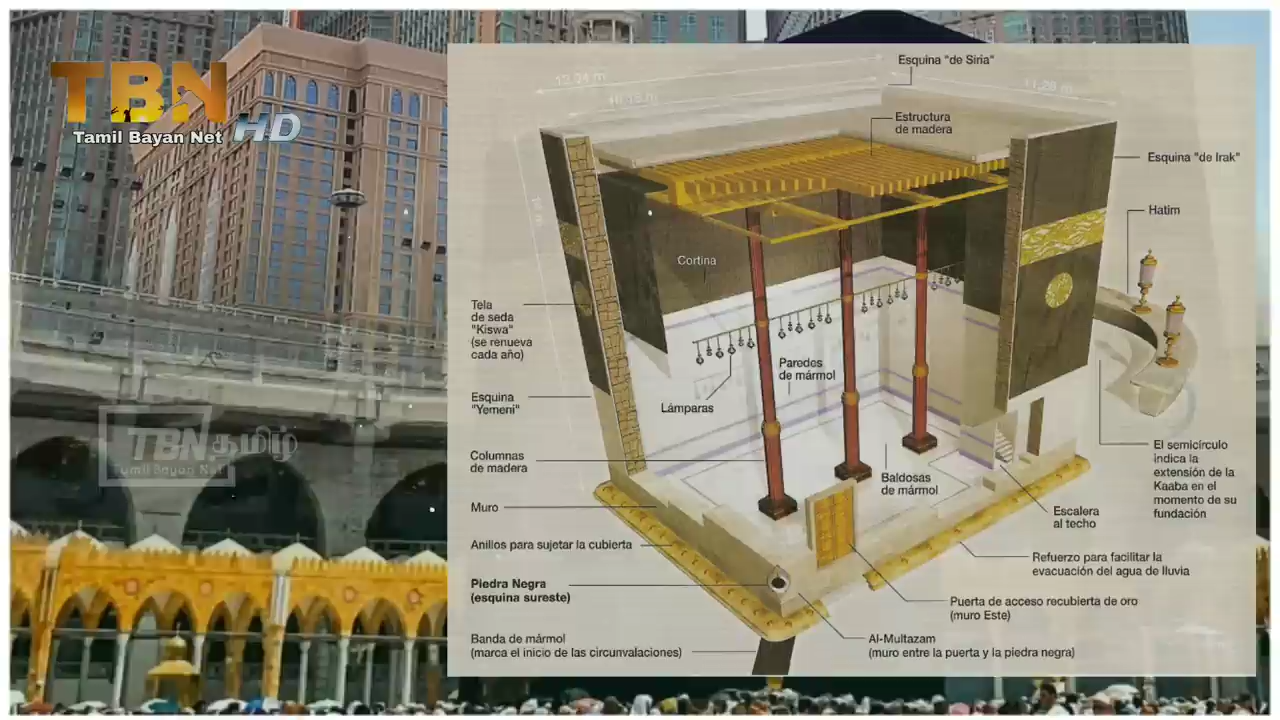 TBN
Tamil Bayan Net HD
TBN தமிழ்
Tamil Bayan Net
13.24 m
11,28 m
Esquina "de Siria"
Estructura
de madera
Esquina "de Irak"
Hatim
Cortina
Tela
de seda
"Kiswa"
(se renueva
cada año)
Paredes
de mármol
Esquina
"Yemeni"
Lámparas
Columnas
de madera
Baldosas
de mármol
El semicírculo
indica la
extensión de la
Kaaba en el
momento de su
fundación
Muro
Escalera
al techo
Anillos para sujetar la cubierta
Refuerzo para facilitar la
evacuación del agua de lluvia
Piedra Negra
(esquina sureste)
Puerta de acceso recubierta de oro
(muro Este)
Banda de mármol
(marca el inicio de las circunvalaciones)
Al-Multazam
(muro entre la puerta y la piedra negra)